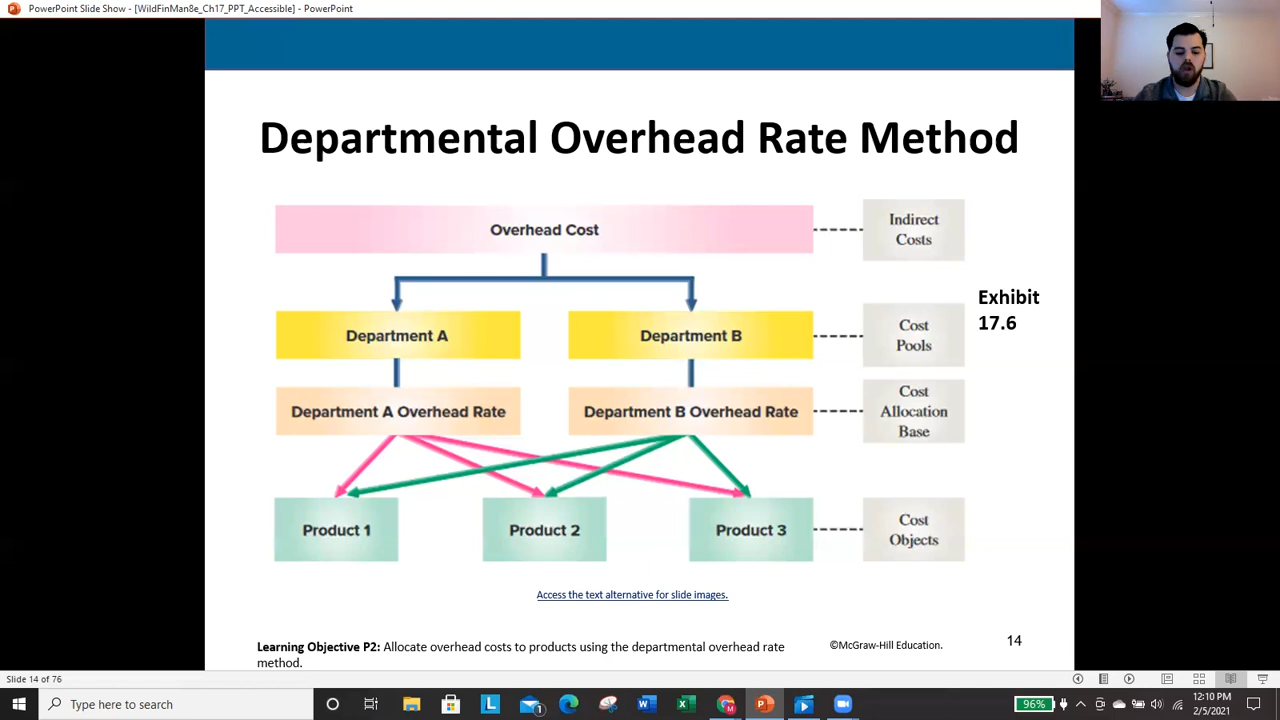 PowerPoint Slide Show - [WildFinMan8e_Ch17_PPT_Accessible] - PowerPoint
Departmental Overhead Rate Method
Overhead Cost
Indirect
Costs
Exhibit
17.6
Department A
Department B
Cost
Pools
Department A Overhead Rate
Department B Overhead Rate
Cost
Allocation
Base
Product 1
Product 2
Product 3
Cost
Objects
Access the text alternative for slide images.
Learning Objective P2: Allocate overhead costs to products using the departmental overhead rate
method.
©McGraw-Hill Education.
14
Slide 14 of 76
Type here to search
96%
12:10 PM
2/5/2021